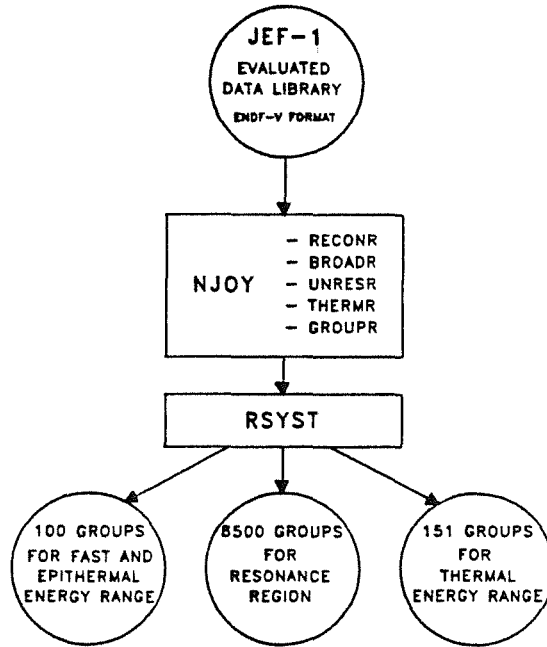 JEF-1
EVALUATED
DATA LIBRARY
ENDF-V FORMAT
NJOY
- RECONR
- BROADR
- UNRESR
- THERMR
- GROUPR
RSYST
100 GROUPS
FOR FAST AND
EPITHERMAL
ENERGY RANGE
8500 GROUPS
FOR
RESONANCE
REGION
151 GROUPS
FOR
THERMAL
ENERGY RANGE